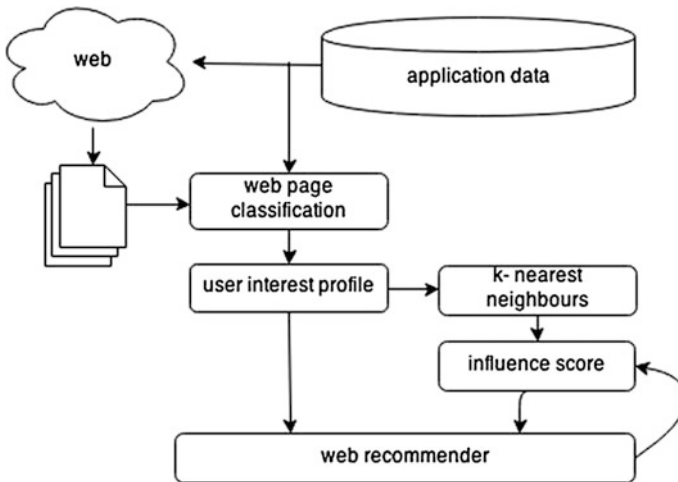 web
application data
web page
classification
user interest profile
k- nearest
neighbours
influence score
web recommender